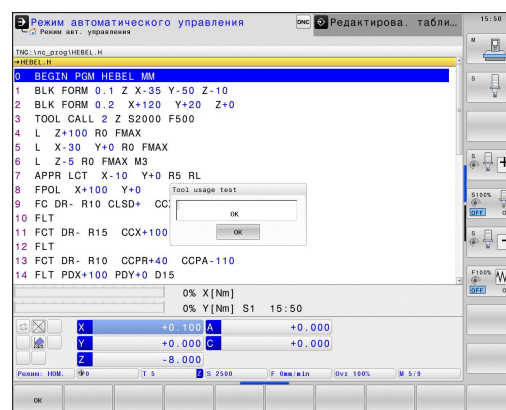 Режим автоматического управления
Режим авт. управления
DNC
Редактирова. табли...
15:50
TNC:\nc_prog\HEBEL.H
→HEBEL.H
0 BEGIN PGM HEBEL MM
1 BLK FORM 0.1 Z X-35 Y-50 Z-10
2 BLK FORM 0.2 X+120 Y+20 Z+0
3 TOOL CALL 2 Z S2000 F500
4 L Z+100 R0 FMAX
5 L X-30 Y+0 R0 FMAX
6 L Z-5 R0 FMAX M3
7 APPR LCT X-10 Y+0 R5 RL
8 FPOL X+100 Y+0
9 FC DR- R10 CLSD+ CC
10 FLT
11 FCT DR- R15 CCX+100
12 FLT
13 FCT DR- R10 CCPR+40 CCPA-110
14 FLT PDX+100 PDY+0 D15
Tool usage test
OK
OK
0% X[Nm]
0% Y[Nm] S1 15:50
X +0.100 A +0.000
Y +0.000 C +0.000
Z -8.000
Режим: НОМ. 0 T 5 Z S 2500 F 0mm/min Ovr 100% M 5/9
OK
M
S
S
S100%
OFF
S
F100%
OFF